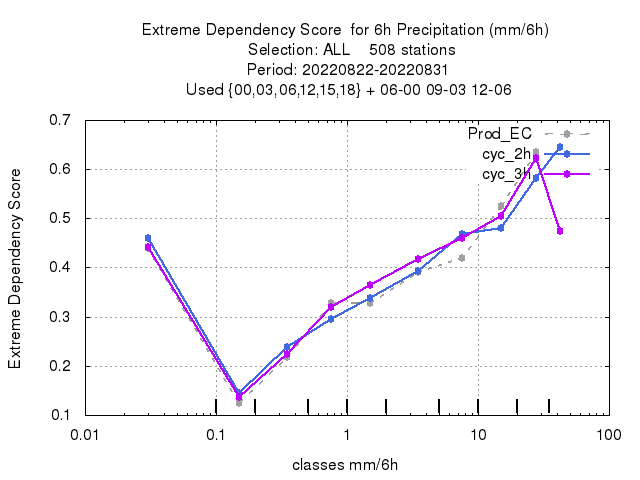 Extreme Dependency Score  for 6h Precipitation (mm/6h)
Selection: ALL    508 stations
Period: 20220822-20220831
Used {00,03,06,12,15,18} + 06-00 09-03 12-06
0.7
0.6
0.5
0.4
0.3
0.2
0.1
Extreme Dependency Score
Prod_EC
cyc_2h
cyc_3h
0.01
0.1
1
10
100
classes mm/6h